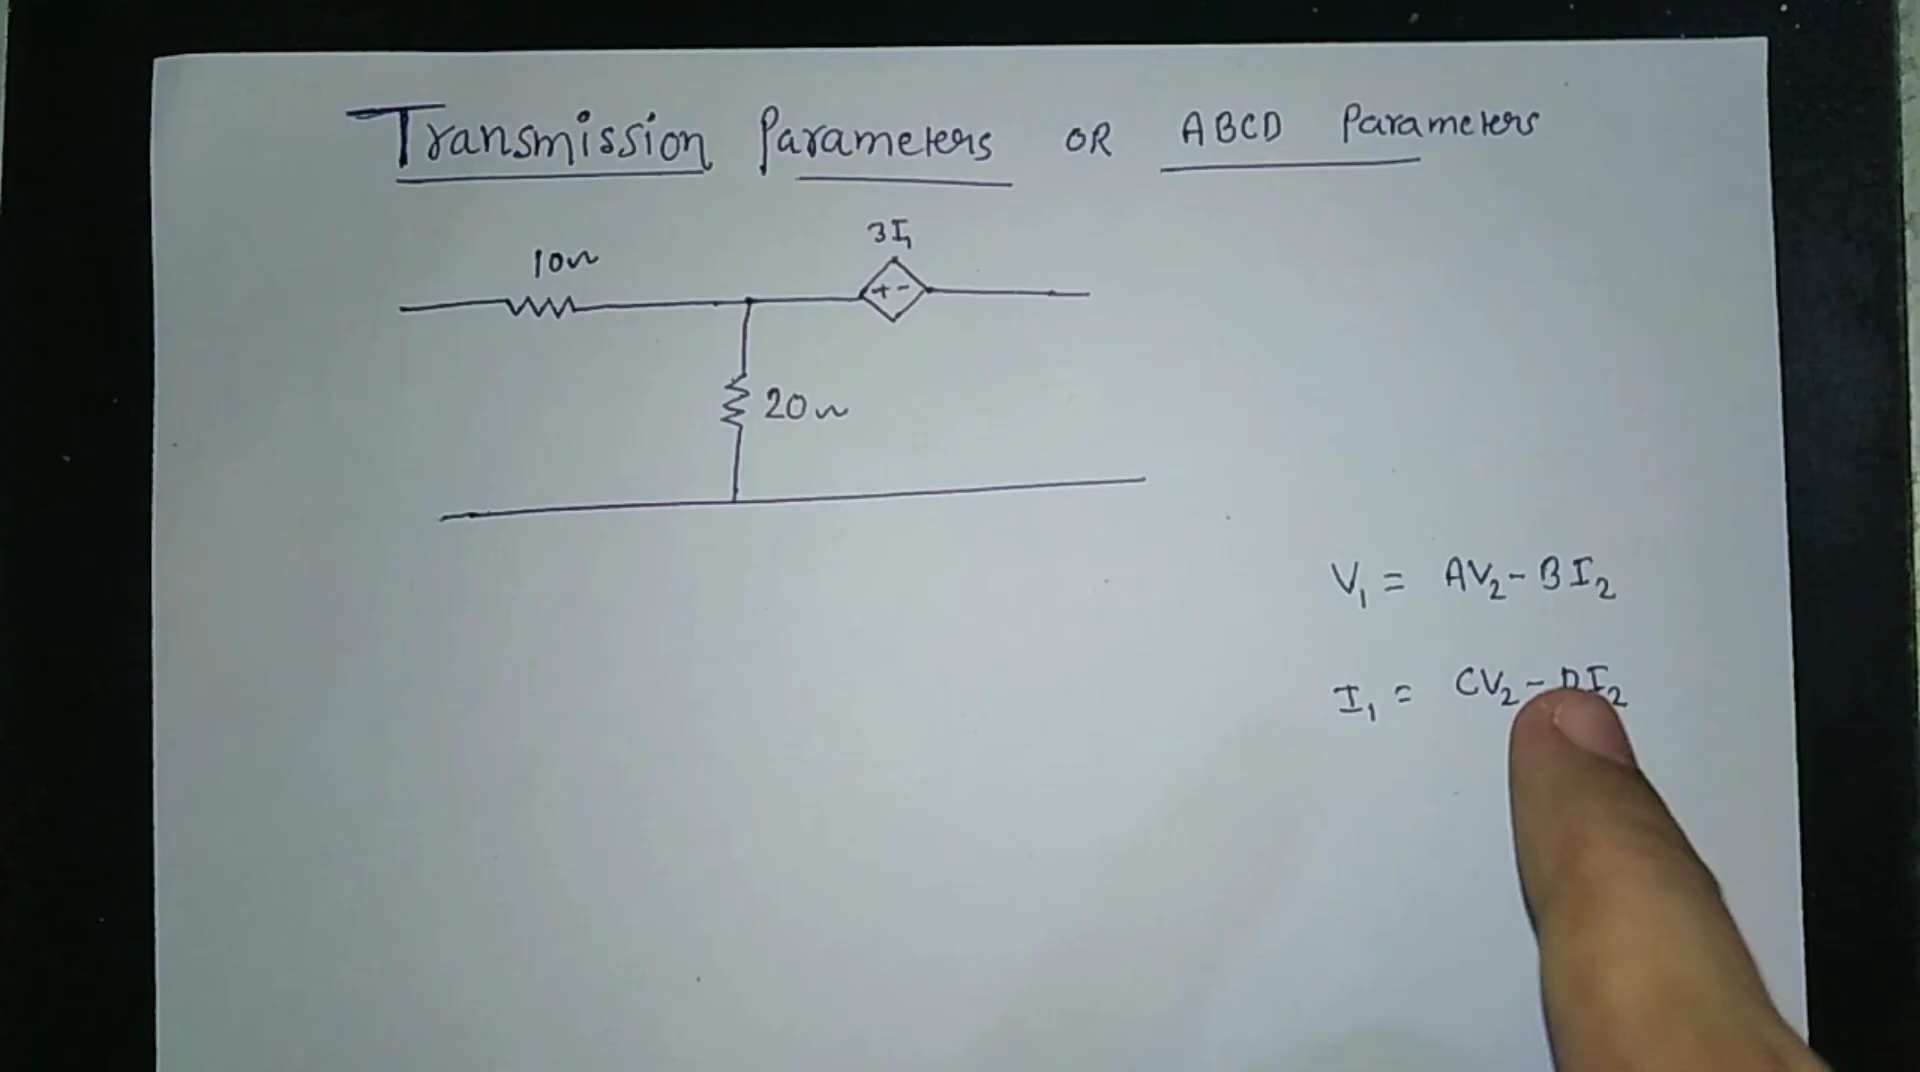 Transmission Parameters OR ABCD Parameters
3I₁
10Ω
+ -
20Ω
V₁ = AV₂ - BI₂
I₁ = CV₂ - DI₂